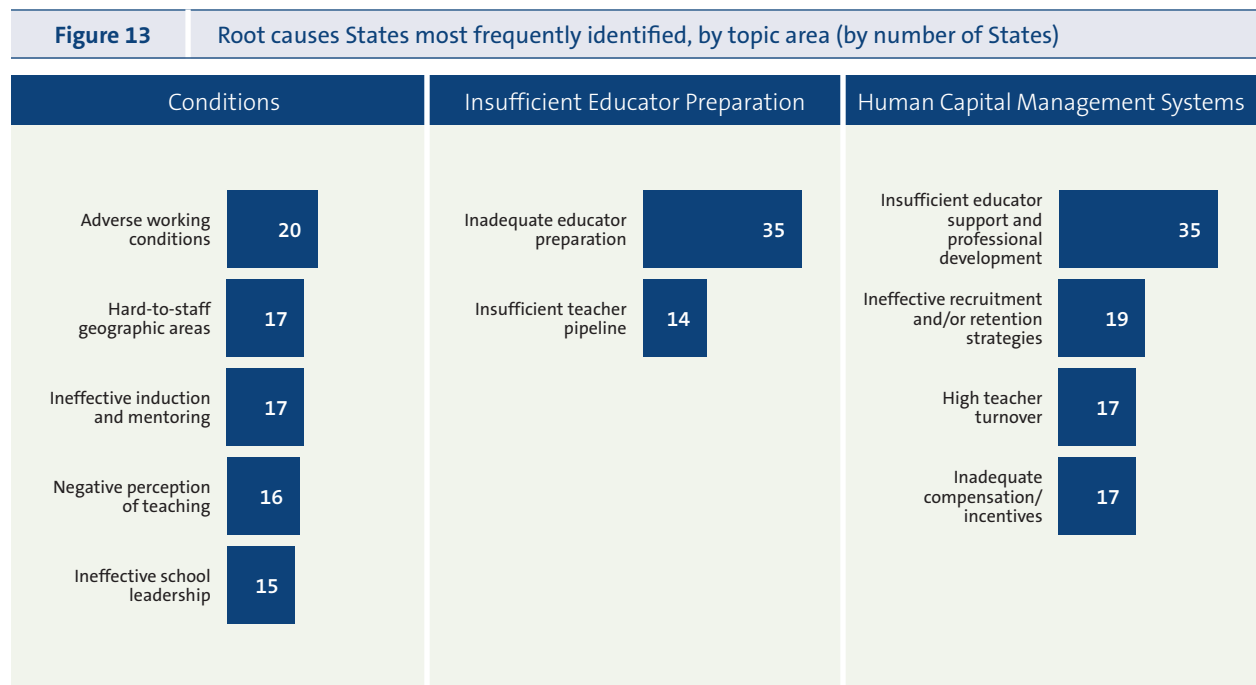 Figure 13
Root causes States most frequently identified, by topic area (by number of States)
Conditions
Adverse working
conditions
20
Hard-to-staff
geographic areas
17
Ineffective induction
and mentoring
17
Negative perception
of teaching
16
Ineffective school
leadership
15
Insufficient Educator Preparation
Inadequate educator
preparation
35
Insufficient teacher
pipeline
14
Human Capital Management Systems
Insufficient educator
support and
professional
development
35
Ineffective recruitment
and/or retention
strategies
19
High teacher
turnover
17
Inadequate
compensation/
incentives
17